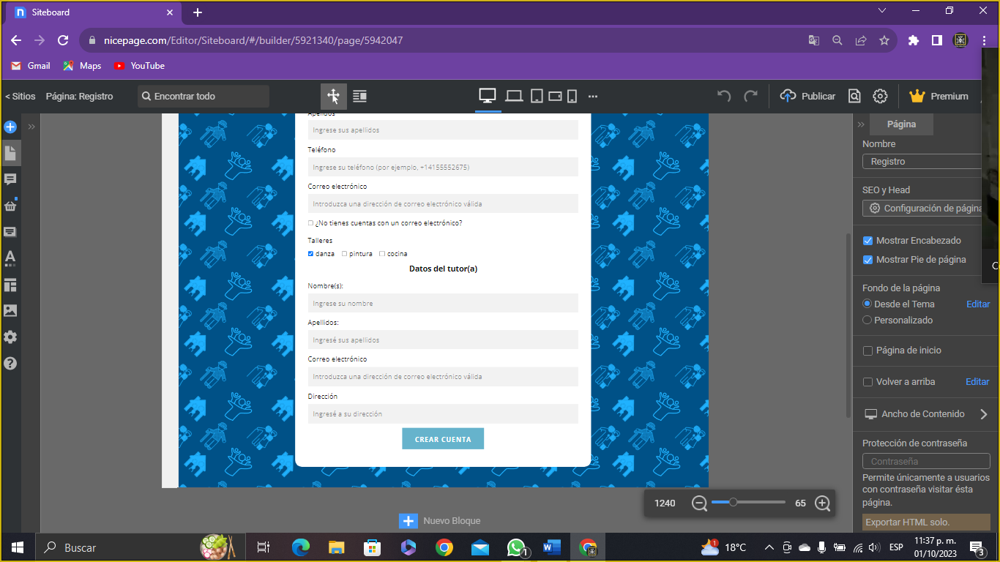 Siteboard
nicepage.com/Editor/Siteboard/#/builder/5921340/page/5942047
Gmail
Maps
YouTube
< Sitios
Página: Registro
Encontrar todo
Publicar
Premium
Apellidos
Ingrese sus apellidos
Teléfono
Ingrese su teléfono (por ejemplo, +14155552675)
Correo electrónico
Introduzca una dirección de correo electrónico válida
¿No tienes cuentas con un correo electrónico?
Talleres
danza pintura cocina
Datos del tutor(a)
Nombre(s):
Ingrese su nombre
Apellidos:
Ingresé sus apellidos
Correo electrónico
Introduzca una dirección de correo electrónico válida
Dirección
Ingresé a su dirección
CREAR CUENTA
Nuevo Bloque
1240
65
Página
Nombre
Registro
SEO y Head
Configuración de página
Mostrar Encabezado
Mostrar Pie de página
Fondo de la página
Desde el Tema Editar
Personalizado
Página de inicio
Volver a arriba Editar
Ancho de Contenido
Protección de contraseña
Contraseña
Permite únicamente a usuarios
con contraseña visitar ésta
página.
Exportar HTML solo.
Buscar
1
W
1
18°C
ESP
11:37 p. m.
01/10/2023
3